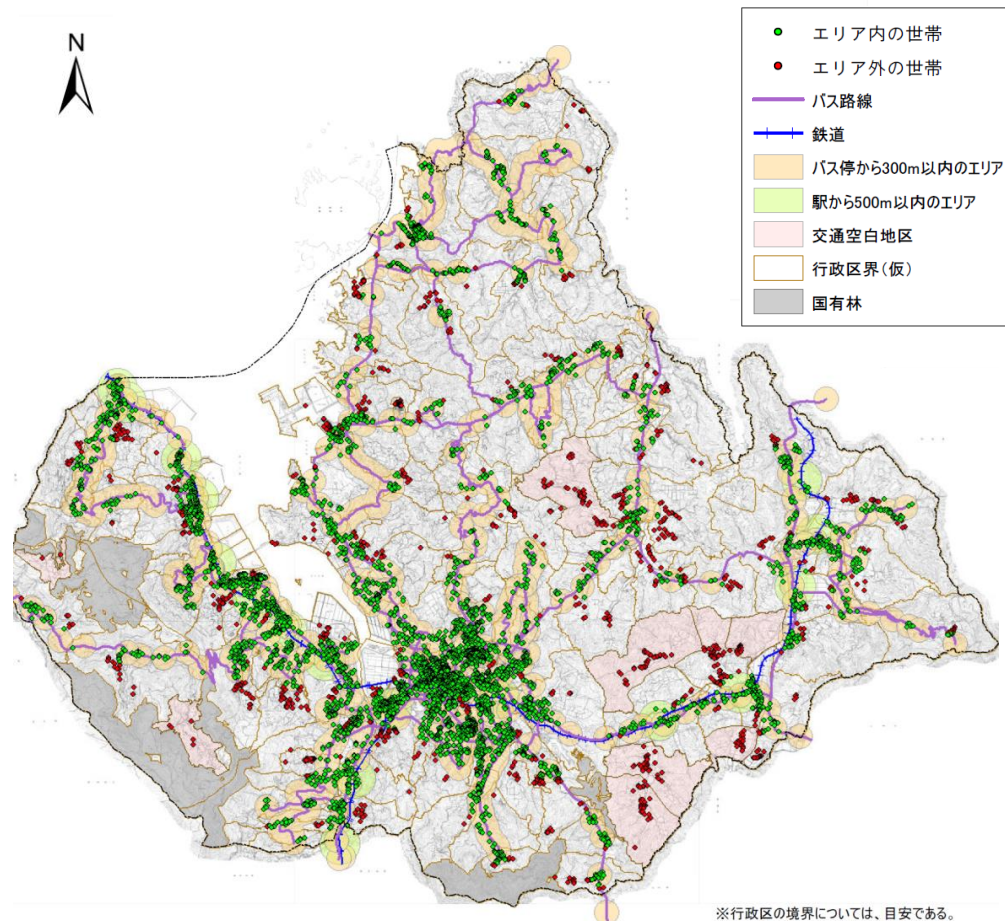 N
エリア内の世帯
エリア外の世帯
バス路線
鉄道
バス停から300m以内のエリア
駅から500m以内のエリア
交通空白地区
行政区界(仮)
国有林
※行政区の境界については、目安である。